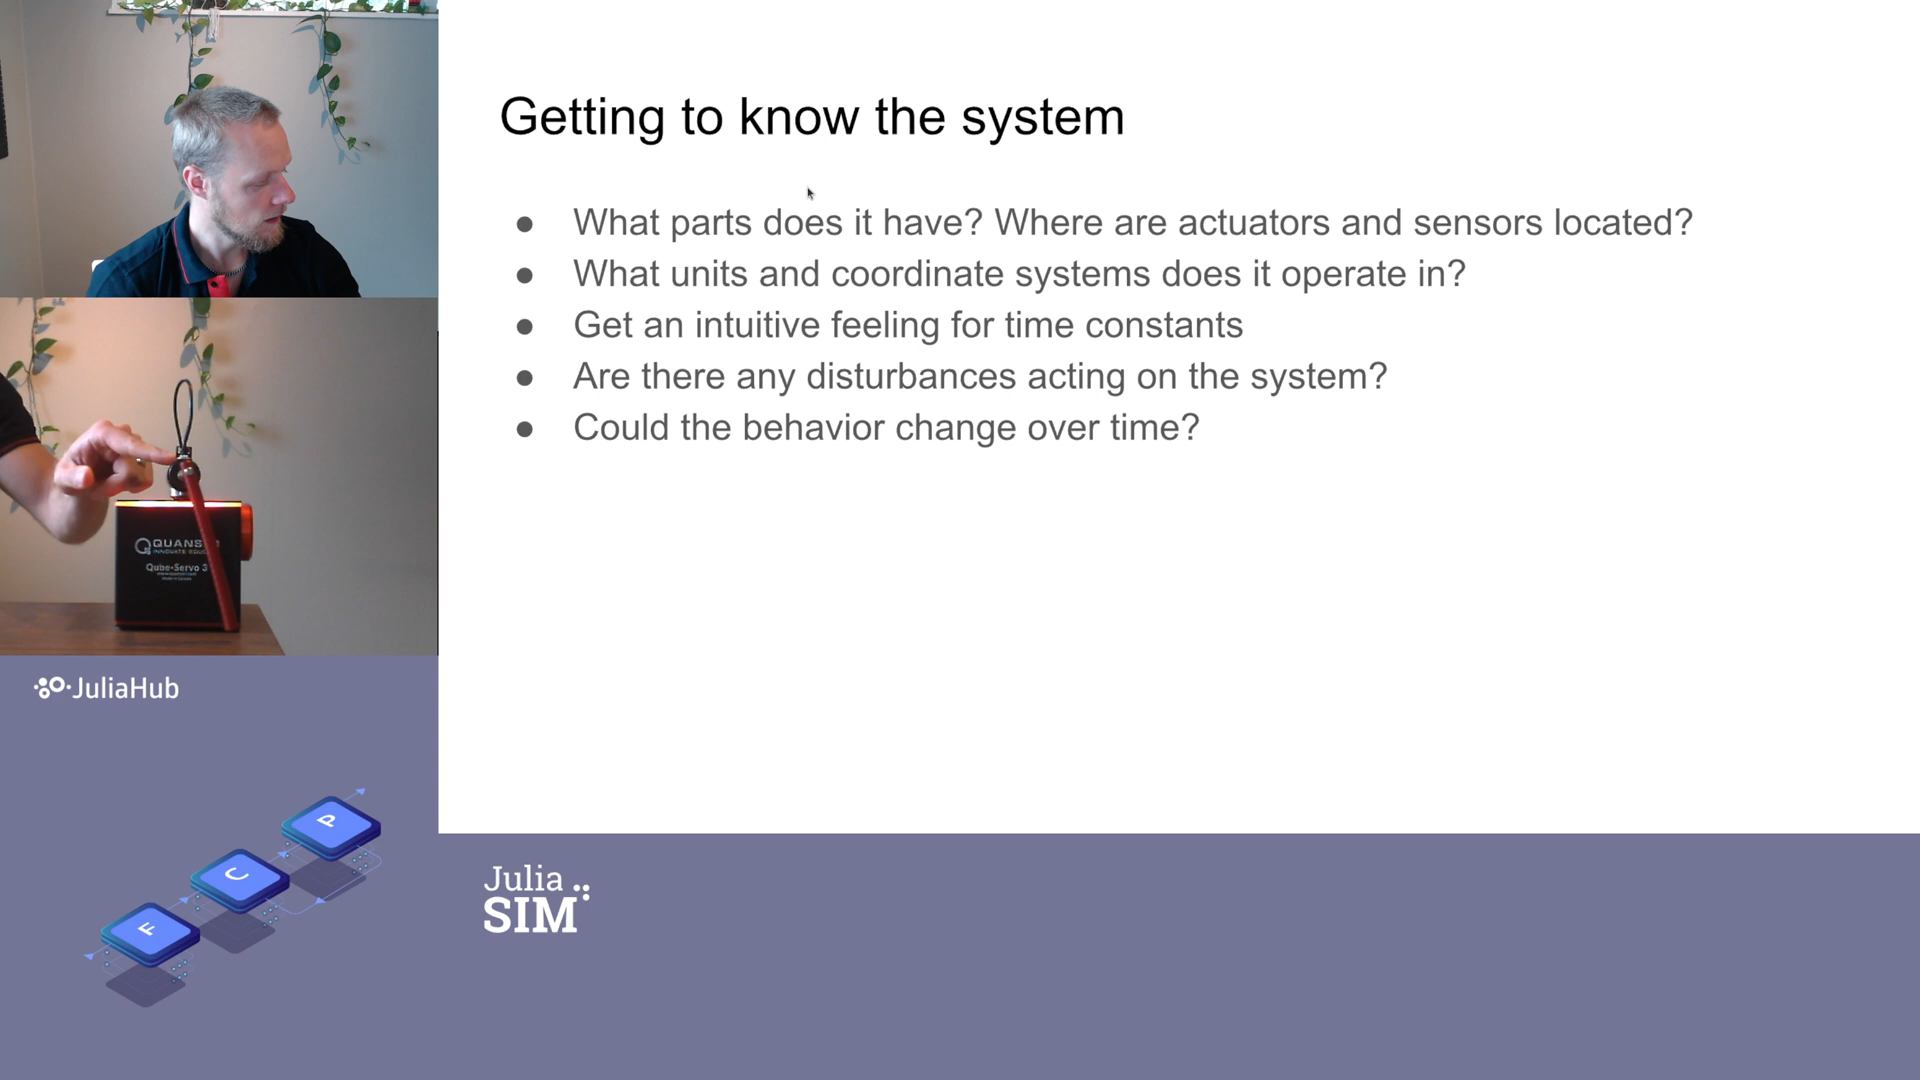 Getting to know the system
● What parts does it have? Where are actuators and sensors located?
● What units and coordinate systems does it operate in?
● Get an intuitive feeling for time constants
● Are there any disturbances acting on the system?
● Could the behavior change over time?
Qube-Servo 3
JuliaHub
P
C
F
Julia
SIM